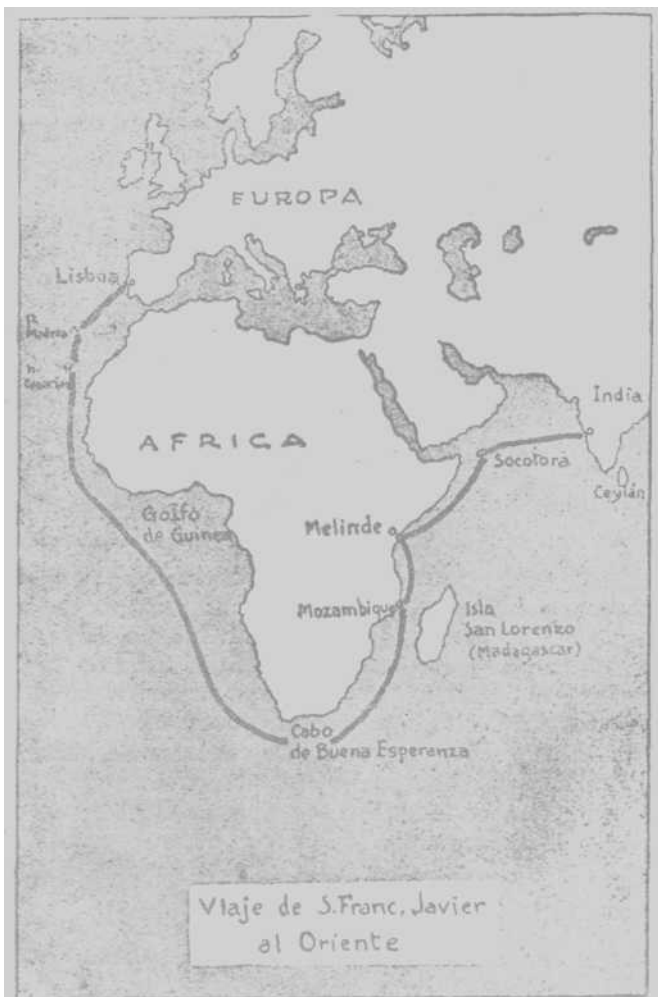 EUROPA
Lisboa
Madera
India
AFRICA
Socotora
Ceylán
Golfo
de Guinea
Melinde
Mozambique
Isla
San Lorenzo
(Madagascar)
Cabo
de Buena Esperanza
Viaje de S. Franc. Javier
al Oriente